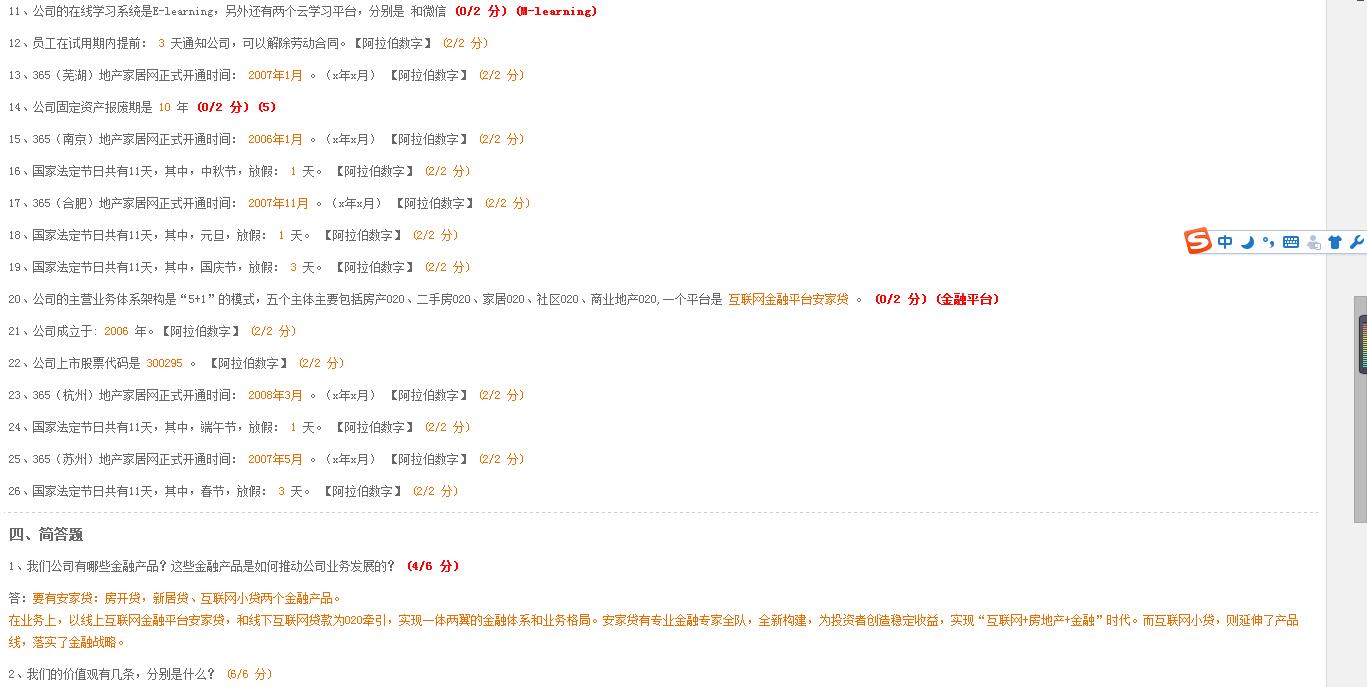 11、公司的在线学习系统是E-learning，另外还有两个云学习平台，分别是 和微信 (0/2 分) (M-learning)
12、员工在试用期内提前： 3 天通知公司，可以解除劳动合同。【阿拉伯数字】 (2/2 分)
13、365（芜湖）地产家居网正式开通时间： 2007年1月 。（x年x月） 【阿拉伯数字】 (2/2 分)
14、公司固定资产报废期是 10 年 (0/2 分) (5)
15、365（南京）地产家居网正式开通时间： 2006年1月 。（x年x月） 【阿拉伯数字】 (2/2 分)
16、国家法定节日共有11天，其中，中秋节，放假： 1 天。 【阿拉伯数字】 (2/2 分)
17、365（合肥）地产家居网正式开通时间： 2007年11月 。（x年x月） 【阿拉伯数字】 (2/2 分)
18、国家法定节日共有11天，其中，元旦，放假： 1 天。 【阿拉伯数字】 (2/2 分)
19、国家法定节日共有11天，其中，国庆节，放假： 3 天。 【阿拉伯数字】 (2/2 分)
20、公司的主营业务体系架构是“5+1”的模式，五个主体主要包括房产O2O、二手房O2O、家居O2O、社区O2O、商业地产O2O,一个平台是 互联网金融平台安家贷 。 (0/2 分) (金融平台)
21、公司成立于: 2006 年。【阿拉伯数字】 (2/2 分)
22、公司上市股票代码是 300295 。 【阿拉伯数字】 (2/2 分)
23、365（杭州）地产家居网正式开通时间： 2008年3月 。（x年x月） 【阿拉伯数字】 (2/2 分)
24、国家法定节日共有11天，其中，端午节，放假： 1 天。 【阿拉伯数字】 (2/2 分)
25、365（苏州）地产家居网正式开通时间： 2007年5月 。（x年x月） 【阿拉伯数字】 (2/2 分)
26、国家法定节日共有11天，其中，春节，放假： 3 天。 【阿拉伯数字】 (2/2 分)
四、简答题
1、我们公司有哪些金融产品？这些金融产品是如何推动公司业务发展的？ (4/6 分)
答：要有安家贷：房开贷，新居贷、互联网小贷两个金融产品。
在业务上，以线上互联网金融平台安家贷，和线下互联网贷款为O2O牵引，实现一体两翼的金融体系和业务格局。安家贷有专业金融专家全队，全新构建，为投资者创造稳定收益，实现“互联网+房地产+金融”时代。而互联网小贷，则延伸了产品
线，落实了金融战略。
2、我们的价值观有几条，分别是什么？ (6/6 分)
S 中